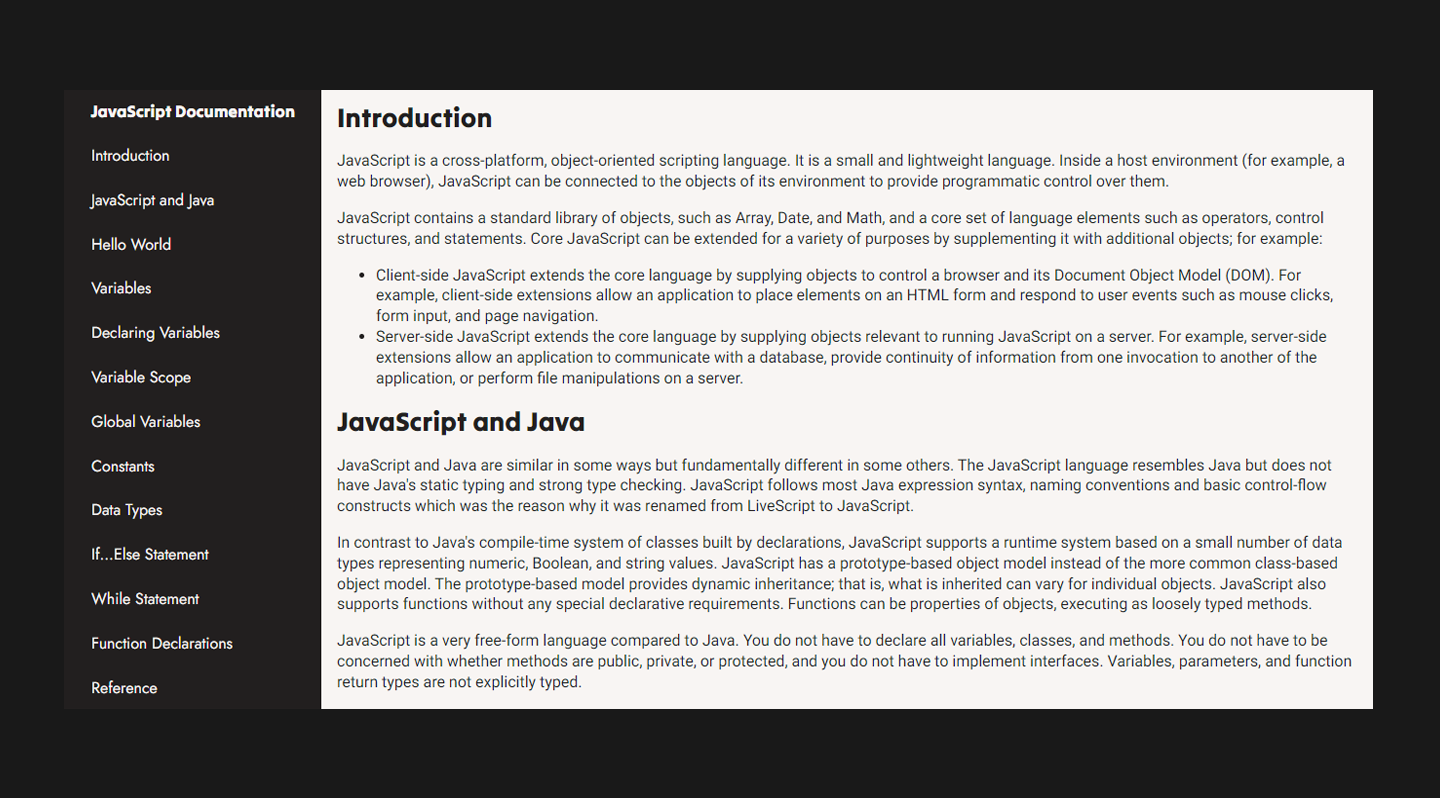 JavaScript Documentation
Introduction
JavaScript and Java
Hello World
Variables
Declaring Variables
Variable Scope
Global Variables
Constants
Data Types
If...Else Statement
While Statement
Function Declarations
Reference
Introduction
JavaScript is a cross-platform, object-oriented scripting language. It is a small and lightweight language. Inside a host environment (for example, a
web browser), JavaScript can be connected to the objects of its environment to provide programmatic control over them.
JavaScript contains a standard library of objects, such as Array, Date, and Math, and a core set of language elements such as operators, control
structures, and statements. Core JavaScript can be extended for a variety of purposes by supplementing it with additional objects; for example:
• Client-side JavaScript extends the core language by supplying objects to control a browser and its Document Object Model (DOM). For
example, client-side extensions allow an application to place elements on an HTML form and respond to user events such as mouse clicks,
form input, and page navigation.
• Server-side JavaScript extends the core language by supplying objects relevant to running JavaScript on a server. For example, server-side
extensions allow an application to communicate with a database, provide continuity of information from one invocation to another of the
application, or perform file manipulations on a server.
JavaScript and Java
JavaScript and Java are similar in some ways but fundamentally different in some others. The JavaScript language resembles Java but does not
have Java's static typing and strong type checking. JavaScript follows most Java expression syntax, naming conventions and basic control-flow
constructs which was the reason why it was renamed from LiveScript to JavaScript.
In contrast to Java's compile-time system of classes built by declarations, JavaScript supports a runtime system based on a small number of data
types representing numeric, Boolean, and string values. JavaScript has a prototype-based object model instead of the more common class-based
object model. The prototype-based model provides dynamic inheritance; that is, what is inherited can vary for individual objects. JavaScript also
supports functions without any special declarative requirements. Functions can be properties of objects, executing as loosely typed methods.
JavaScript is a very free-form language compared to Java. You do not have to declare all variables, classes, and methods. You do not have to be
concerned with whether methods are public, private, or protected, and you do not have to implement interfaces. Variables, parameters, and function
return types are not explicitly typed.